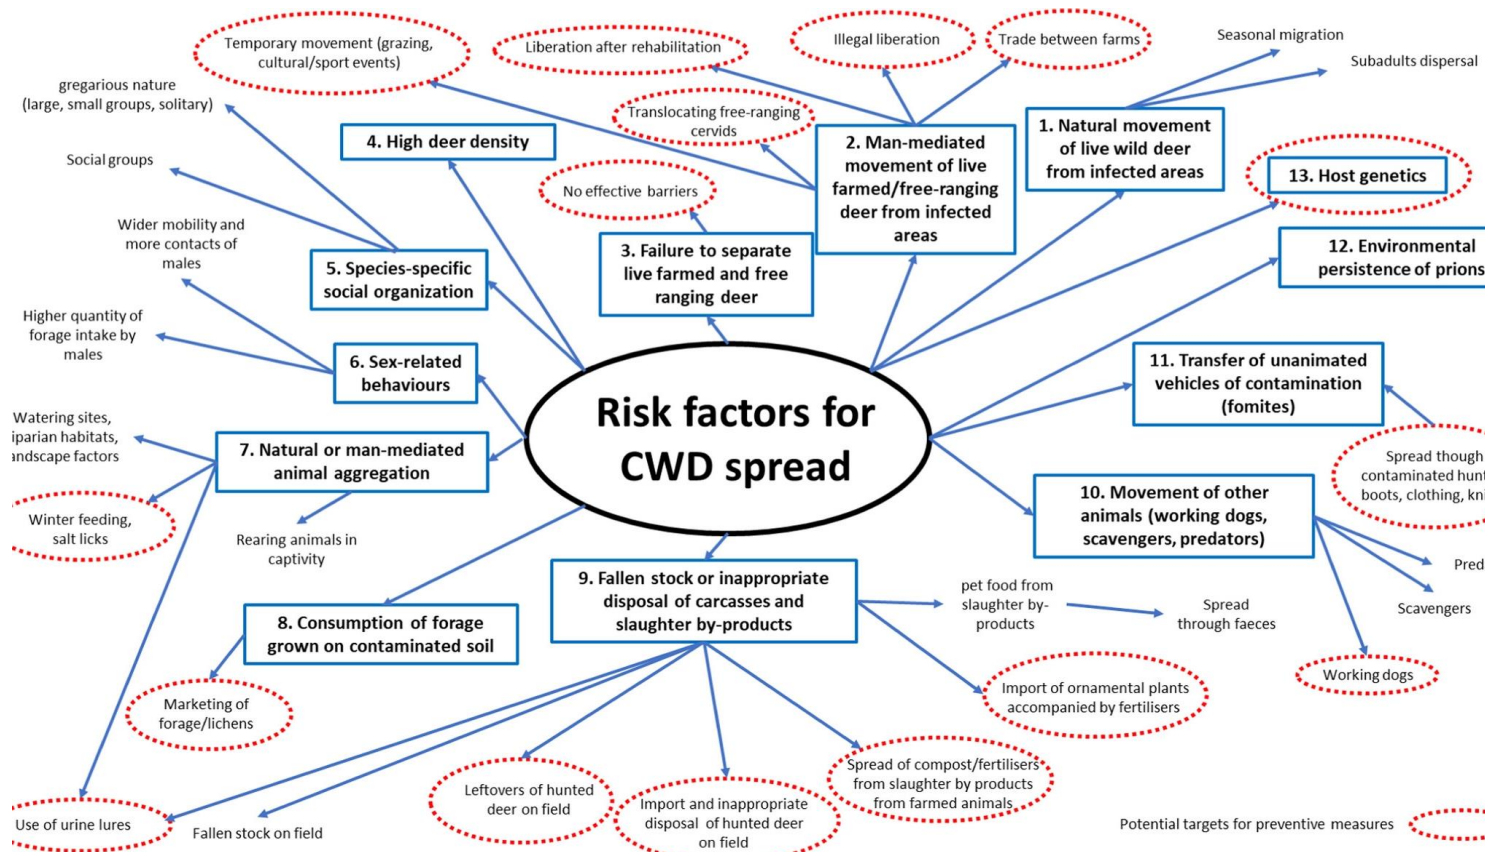 Temporary movement (grazing,
cultural/sport events)
Liberation after rehabilitation
Illegal liberation
Trade between farms
Seasonal migration
Subadults dispersal
gregarious nature
(large, small groups, solitary)
Translocating free-ranging
cervids
4. High deer density
2. Man-mediated
movement of live
farmed/free-ranging
deer from infected
areas
1. Natural movement
of live wild deer
from infected areas
Social groups
No effective barriers
13. Host genetics
Wider mobility and
more contacts of
males
5. Species-specific
social organization
3. Failure to separate
live farmed and free
ranging deer
12. Environmental
persistence of prions
Higher quantity of
forage intake by
males
6. Sex-related
behaviours
11. Transfer of unanimated
vehicles of contamination
(fomites)
Risk factors for
CWD spread
Watering sites,
iparian habitats,
andscape factors
7. Natural or man-mediated
animal aggregation
Spread though
contaminated hunt
boots, clothing, kni
Winter feeding,
salt licks
Rearing animals in
captivity
10. Movement of other
animals (working dogs,
scavengers, predators)
Pred
Scavengers
9. Fallen stock or inappropriate
disposal of carcasses and
slaughter by-products
pet food from
slaughter by-
products
Spread
through faeces
8. Consumption of forage
grown on contaminated soil
Working dogs
Marketing of
forage/lichens
Import of ornamental plants
accompanied by fertilisers
Leftovers of hunted
deer on field
Import and inappropriate
disposal of hunted deer
on field
Spread of compost/fertilisers
from slaughter by products
from farmed animals
Use of urine lures
Fallen stock on field
Potential targets for preventive measures